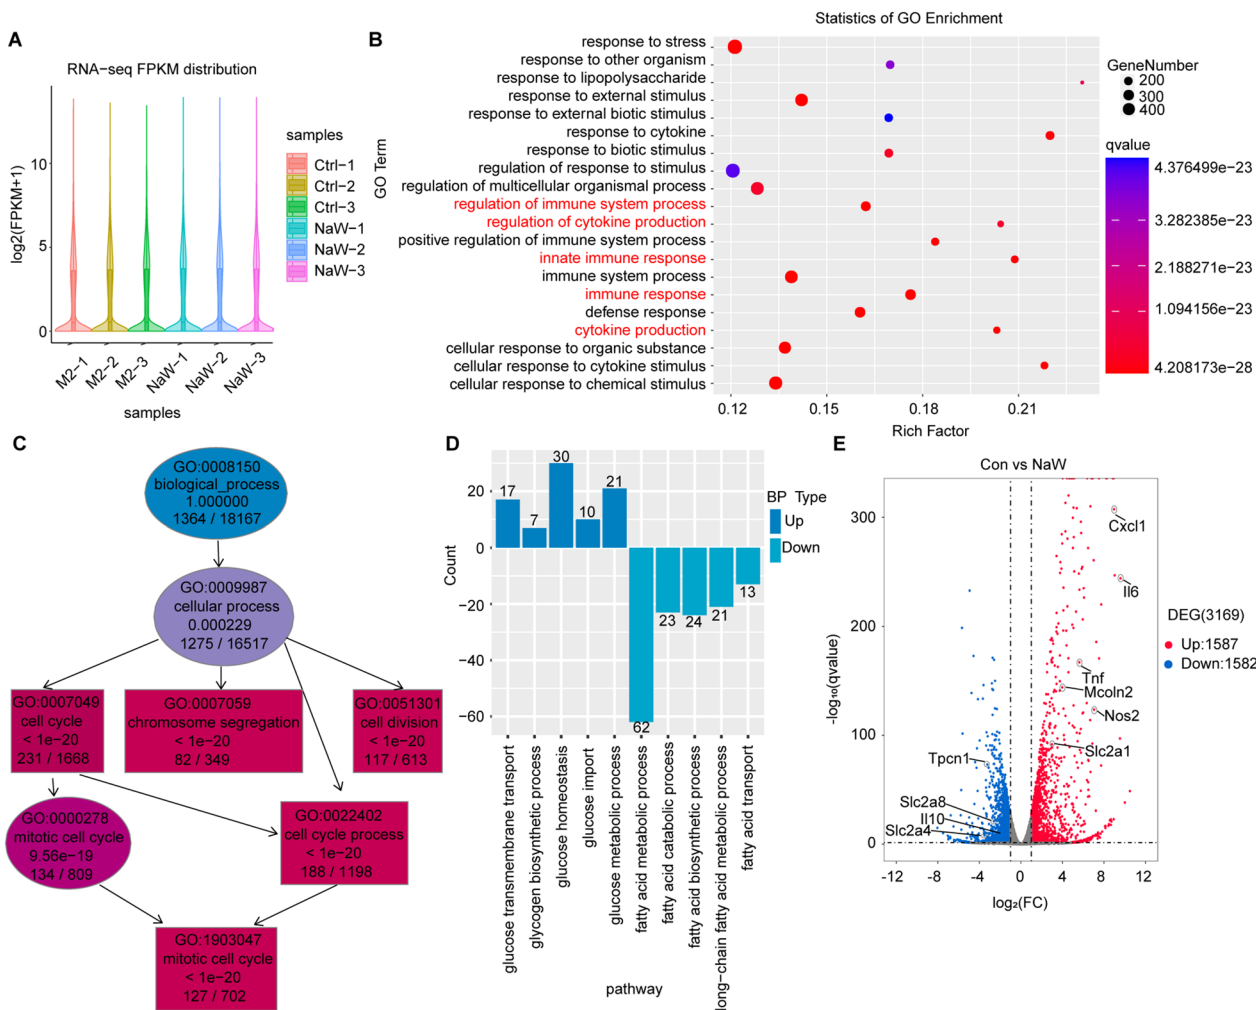 A
RNA-seq FPKM distribution
log2(FPKM+1)
10
5
0
M2-1
M2-2
M2-3
NaW-1
NaW-2
NaW-3
samples
samples
Ctrl-1
Ctrl-2
Ctrl-3
NaW-1
NaW-2
NaW-3
B
Statistics of GO Enrichment
GO Term
response to stress
response to other organism
response to lipopolysaccharide
response to external stimulus
response to external biotic stimulus
response to cytokine
response to biotic stimulus
regulation of response to stimulus
regulation of multicellular organismal process
regulation of immune system process
regulation of cytokine production
positive regulation of immune system process
innate immune response
immune system process
immune response
defense response
cytokine production
cellular response to organic substance
cellular response to cytokine stimulus
cellular response to chemical stimulus
0.12
0.15
0.18
0.21
Rich Factor
GeneNumber
200
300
400
qvalue
4.376499e-23
3.282385e-23
2.188271e-23
1.094156e-23
4.208173e-28
C
GO:0008150
biological_process
1.000000
1364 / 18167
GO:0009987
cellular process
0.000229
1275 / 16517
GO:0007049
cell cycle
< 1e-20
231 / 1668
GO:0007059
chromosome segregation
< 1e-20
82 / 349
GO:0051301
cell division
< 1e-20
117 / 613
GO:0000278
mitotic cell cycle
9.56e-19
134 / 809
GO:0022402
cell cycle process
< 1e-20
188 / 1198
GO:1903047
mitotic cell cycle
< 1e-20
127 / 702
D
Count
20
0
-20
-40
-60
17
7
30
10
21
62
23
24
21
13
glucose transmembrane transport
glycogen biosynthetic process
glucose homeostasis
glucose import
glucose metabolic process
fatty acid metabolic process
fatty acid catabolic process
fatty acid biosynthetic process
long-chain fatty acid metabolic process
fatty acid transport
pathway
BP Type
Up
Down
E
Con vs NaW
-log₁₀(qvalue)
300
200
100
0
-12
-8
-4
0
4
8
12
log₂(FC)
Cxcl1
Il6
Tnf
Mcoln2
Nos2
Slc2a1
Tpcn1
Slc2a8
Il10
Slc2a4
DEG(3169)
Up:1587
Down:1582